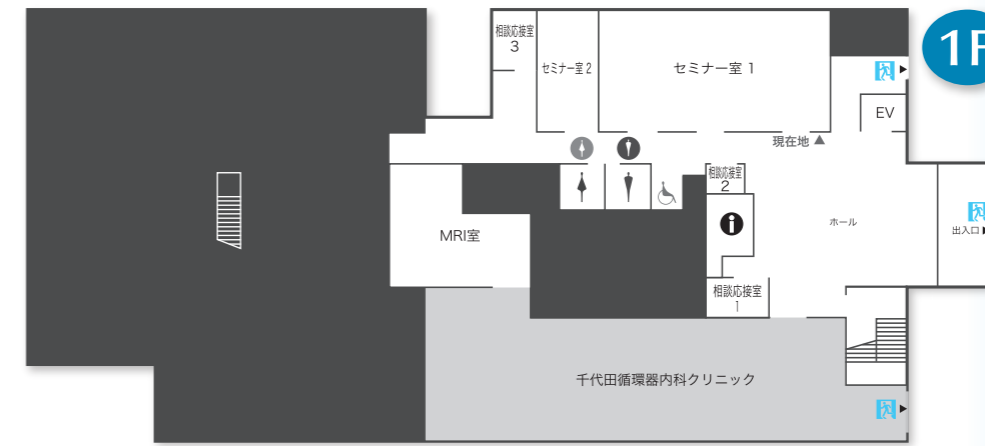 1F
相談応接室
3
セミナー室 2
セミナー室 1
EV
現在地 ▲
相談応接室
2
i
ホール
出入口
MRI室
相談応接室
1
千代田循環器内科クリニック